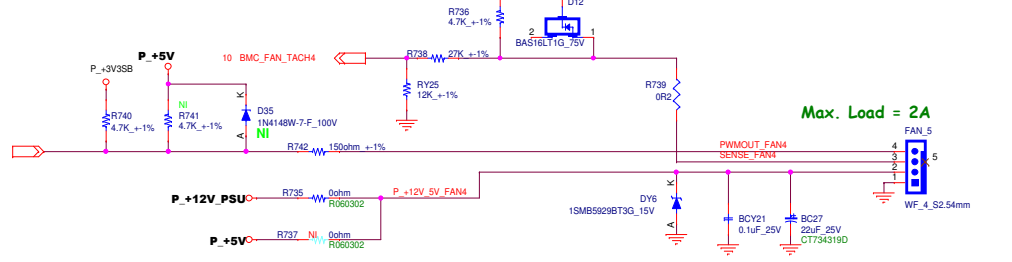 D12
R736
4.7K_+-1%
2
1
BAS16LT1G_75V
P_+5V
10 BMC_FAN_TACH4
R738 27K_+-1%
P_+3V3SB
RY25
12K_+-1%
R739
0R2
NI
R740
4.7K_+-1%
R741
4.7K_+-1%
K
D35
1N4148W-7-F_100V
NI
A
Max. Load = 2A
FAN_5
R742 150ohm _+-1%
PWMOUT_FAN4
SENSE_FAN4
4
3
2
1
5
WF_4_S2.54mm
P_+12V_PSU
R735 0ohm
R060302
P_+12V_5V_FAN4
K
DY6
1SMB5929BT3G_15V
A
BCY21
0.1uF_25V
BC27
22uF_25V
CT734319D
P_+5V
R737 NI 0ohm
R060302